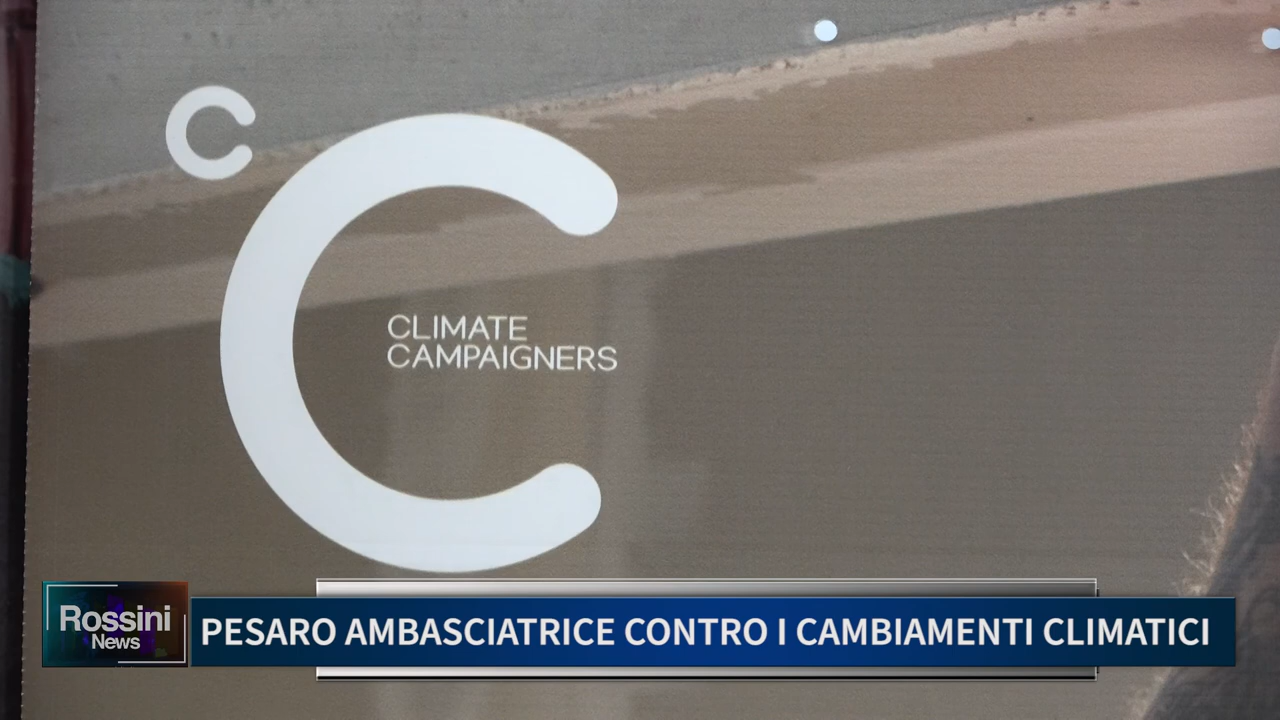 CLIMATE
CAMPAIGNERS
Rossini
News
PESARO AMBASCIATRICE CONTRO I CAMBIAMENTI CLIMATICI